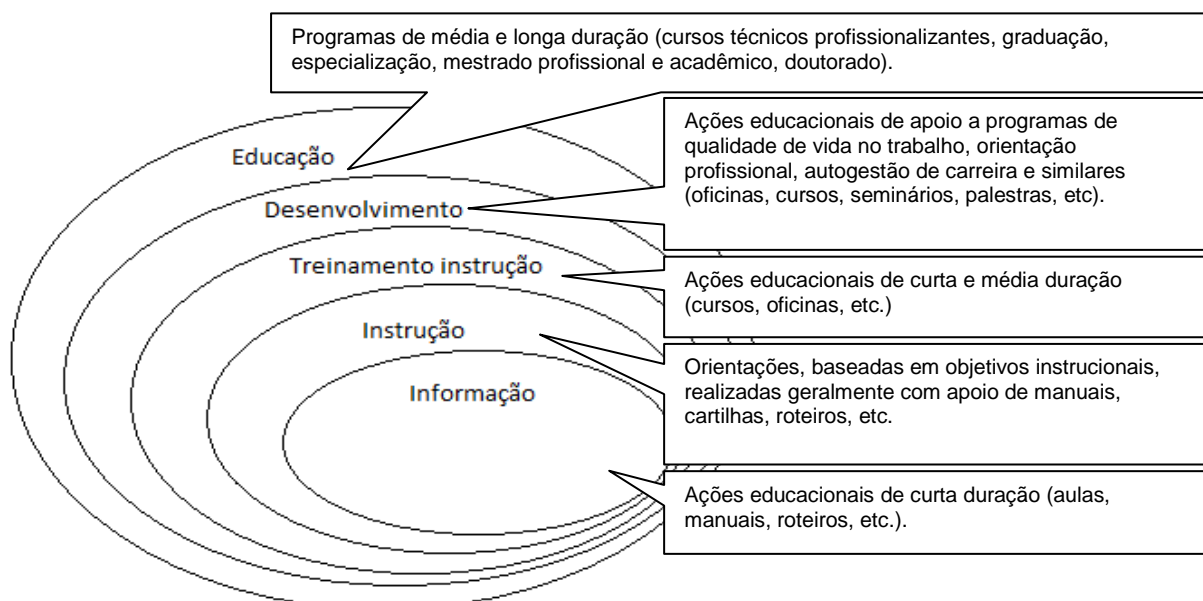 Programas de média e longa duração (cursos técnicos profissionalizantes, graduação,
especialização, mestrado profissional e acadêmico, doutorado).
Educação
Ações educacionais de apoio a programas de
qualidade de vida no trabalho, orientação
profissional, autogestão de carreira e similares
(oficinas, cursos, seminários, palestras, etc).
Desenvolvimento
Treinamento instrução
Ações educacionais de curta e média duração
(cursos, oficinas, etc.)
Instrução
Orientações, baseadas em objetivos instrucionais,
realizadas geralmente com apoio de manuais,
cartilhas, roteiros, etc.
Informação
Ações educacionais de curta duração (aulas,
manuais, roteiros, etc.).